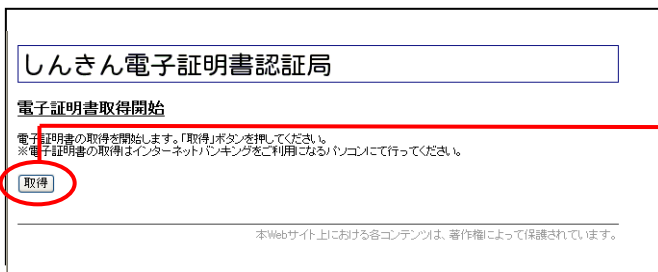 しんきん電子証明書認証局
電子証明書取得開始
電子証明書の取得を開始します。「取得」ボタンを押してください。
※電子証明書の取得はインターネットバンキングをご利用になるパソコンにて行ってください。
取得
本Webサイト上における各コンテンツは、著作権によって保護されています。